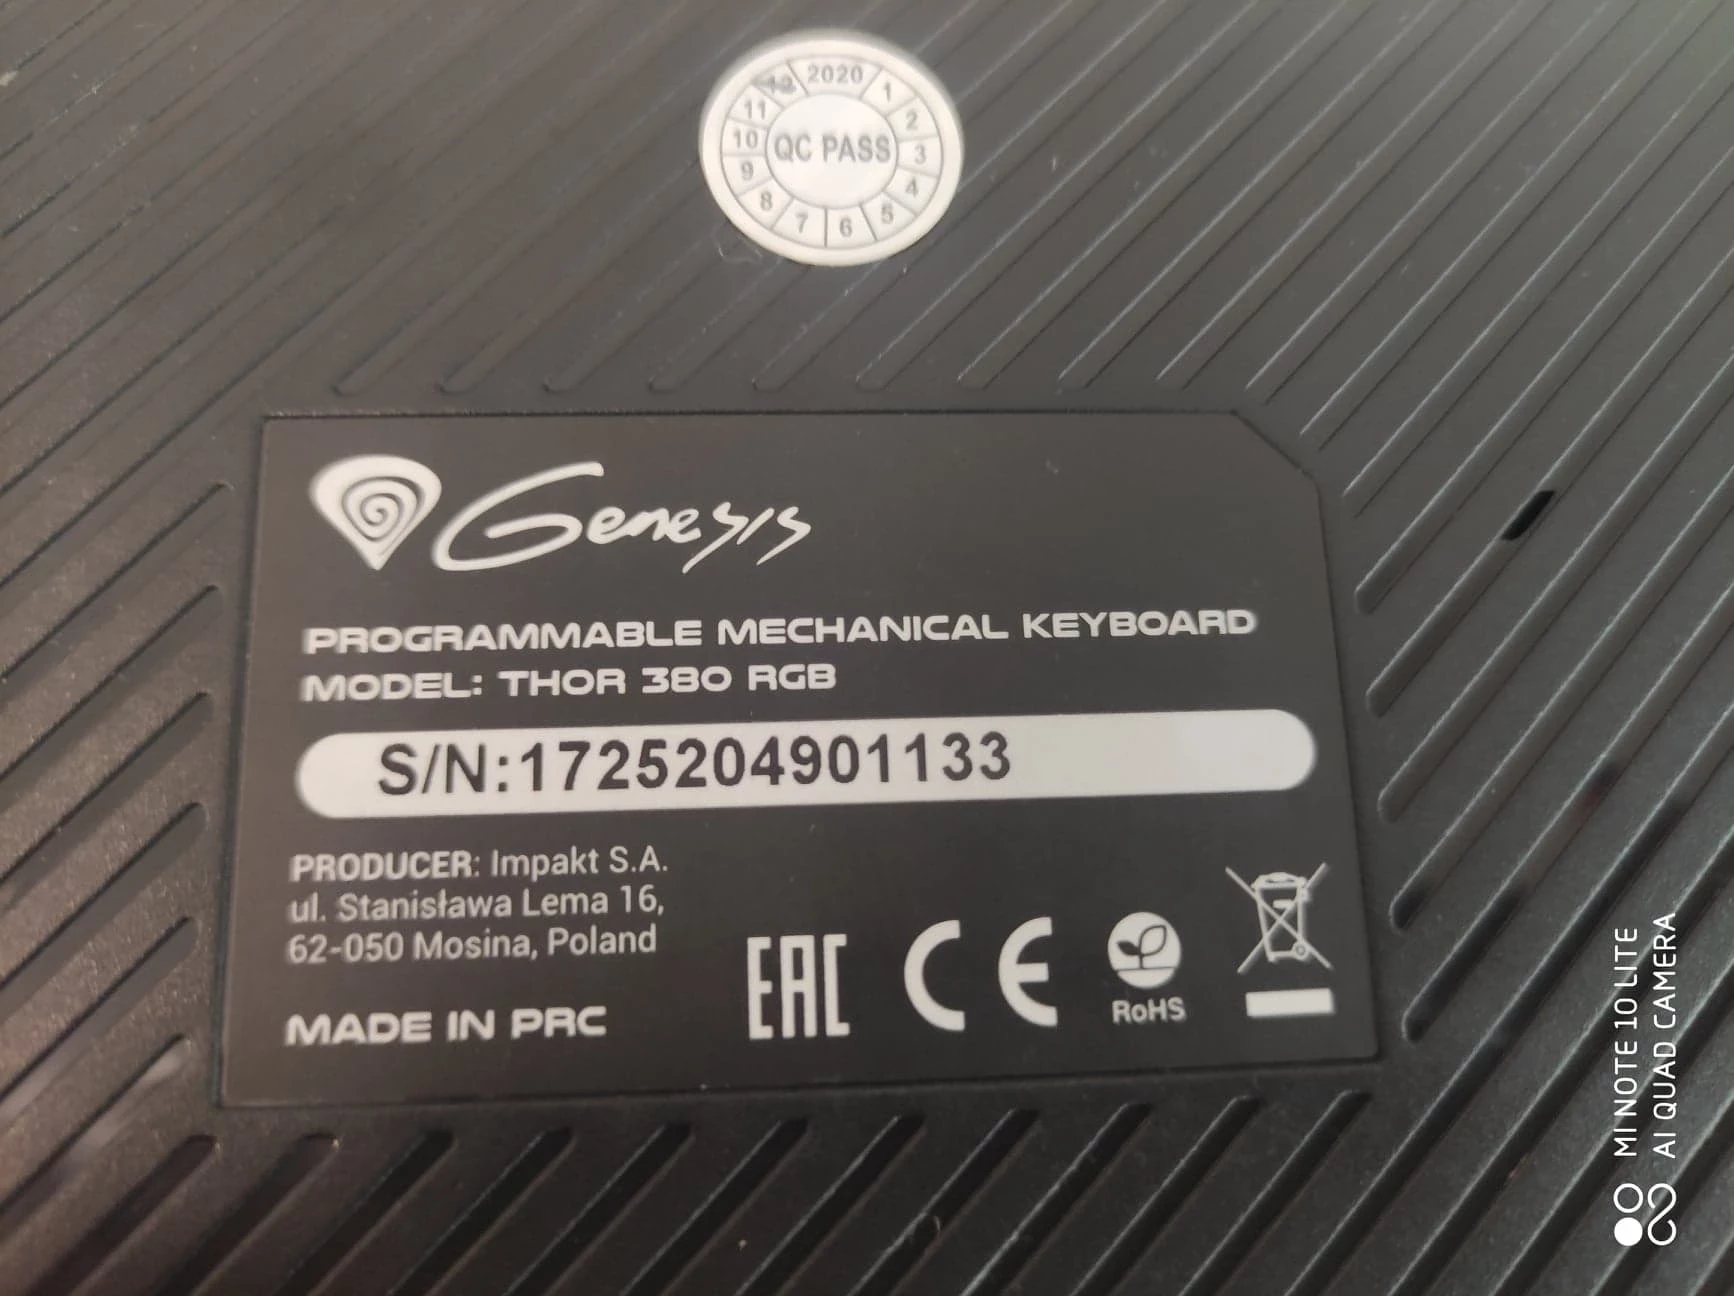 2020
1
2
3
4
5
6
7
8
9
10
11
12
QC PASS
Genesis
PROGRAMMABLE MECHANICAL KEYBOARD
MODEL: THOR 380 RGB
S/N:1725204901133
PRODUCER: Impakt S.A.
ul. Stanisława Lema 16,
62-050 Mosina, Poland
MADE IN PRC
EAC CE
RoHS
MI NOTE 10 LITE
AI QUAD CAMERA